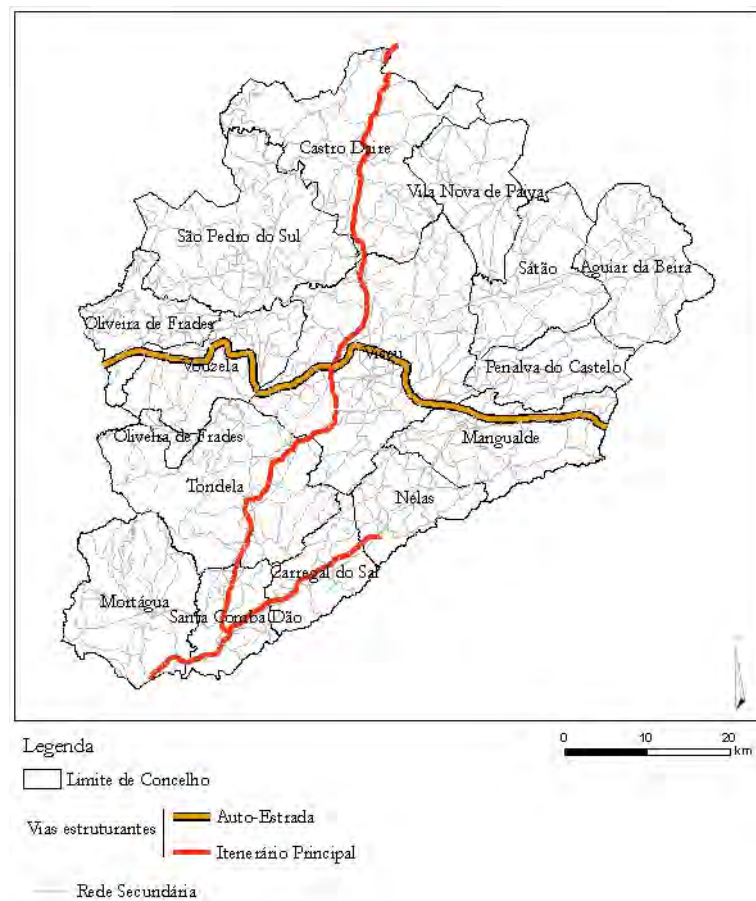 Castro Daire
Vila Nova de Paiva
São Pedro do Sul
Sátão
Aguiar da Beira
Oliveira de Frades
Viseu
Vouzela
Penalva do Castelo
Oliveira de Frades
Mangualde
Tondela
Nelas
Carregal do Sal
Mortágua
Santa Comba Dão
Legenda
0 10 20
km
Limite de Concelho
Vias estruturantes
Auto-Estrada
Itenerário Principal
Rede Secundária